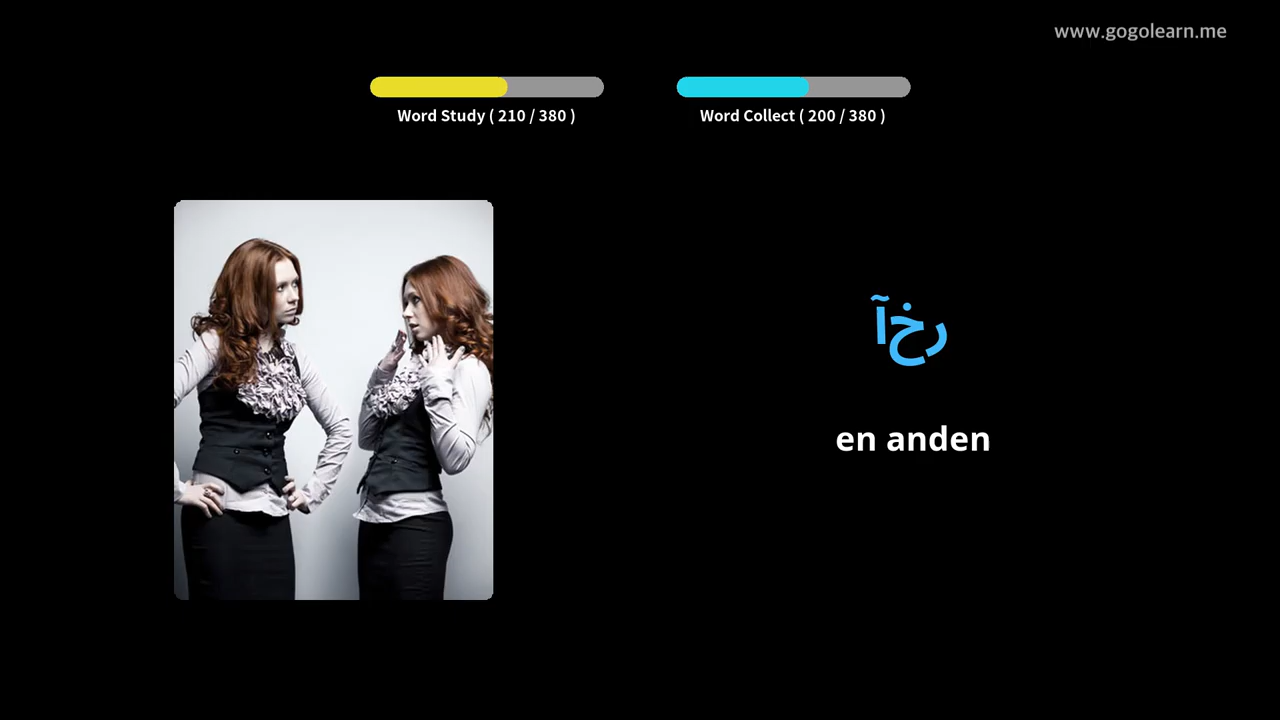 www.gogolearn.me
Word Study ( 210 / 380 )
Word Collect ( 200 / 380 )
آخر
en anden